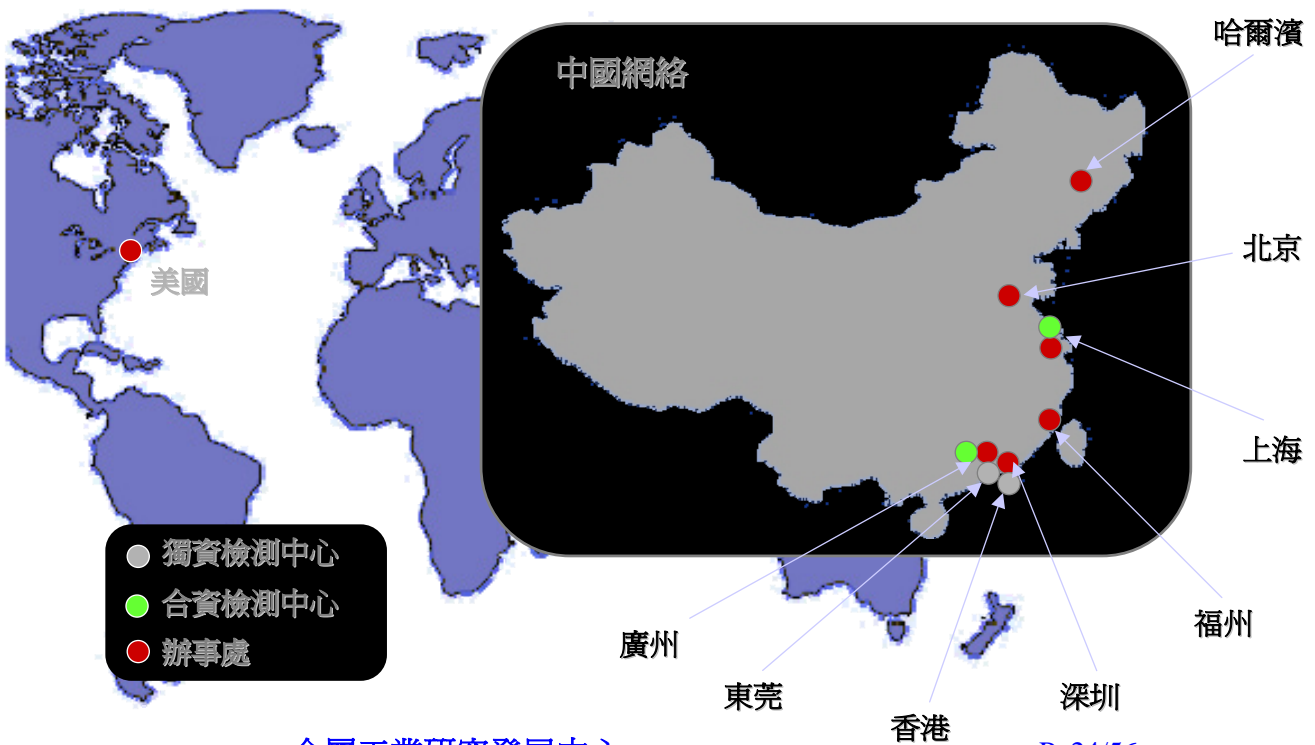 哈爾濱
中國網絡
北京
美國
上海
獨資檢測中心
合資檢測中心
辦事處
福州
廣州
東莞
深圳
香港